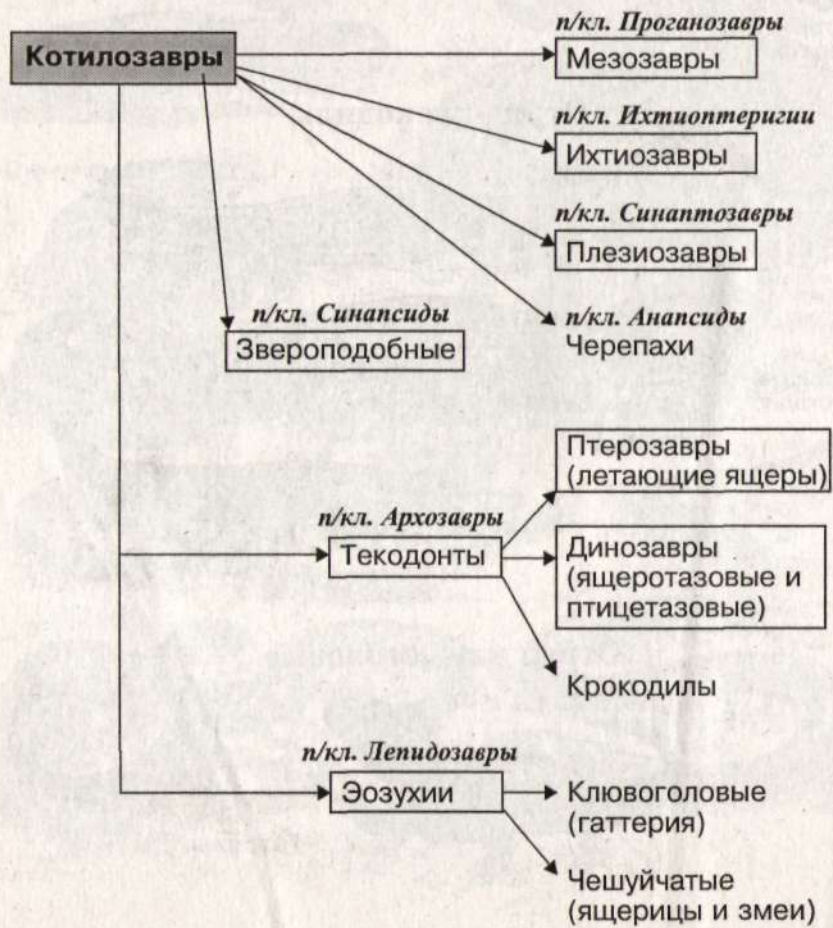 п/кл. Проганозавры
Котилозавры
Мезозавры
п/кл. Ихтиоптеригии
Ихтиозавры
п/кл. Синаптозавры
Плезиозавры
п/кл. Синапсиды
Звероподобные
п/кл. Анапсиды
Черепахи
Птерозавры
(летающие ящеры)
п/кл. Архозавры
Текодонты
Динозавры
(ящеротазовые и
птицетазовые)
Крокодилы
п/кл. Лепидозавры
Эозухии
Клювоголовые
(гаттерия)
Чешуйчатые
(ящерицы и змеи)